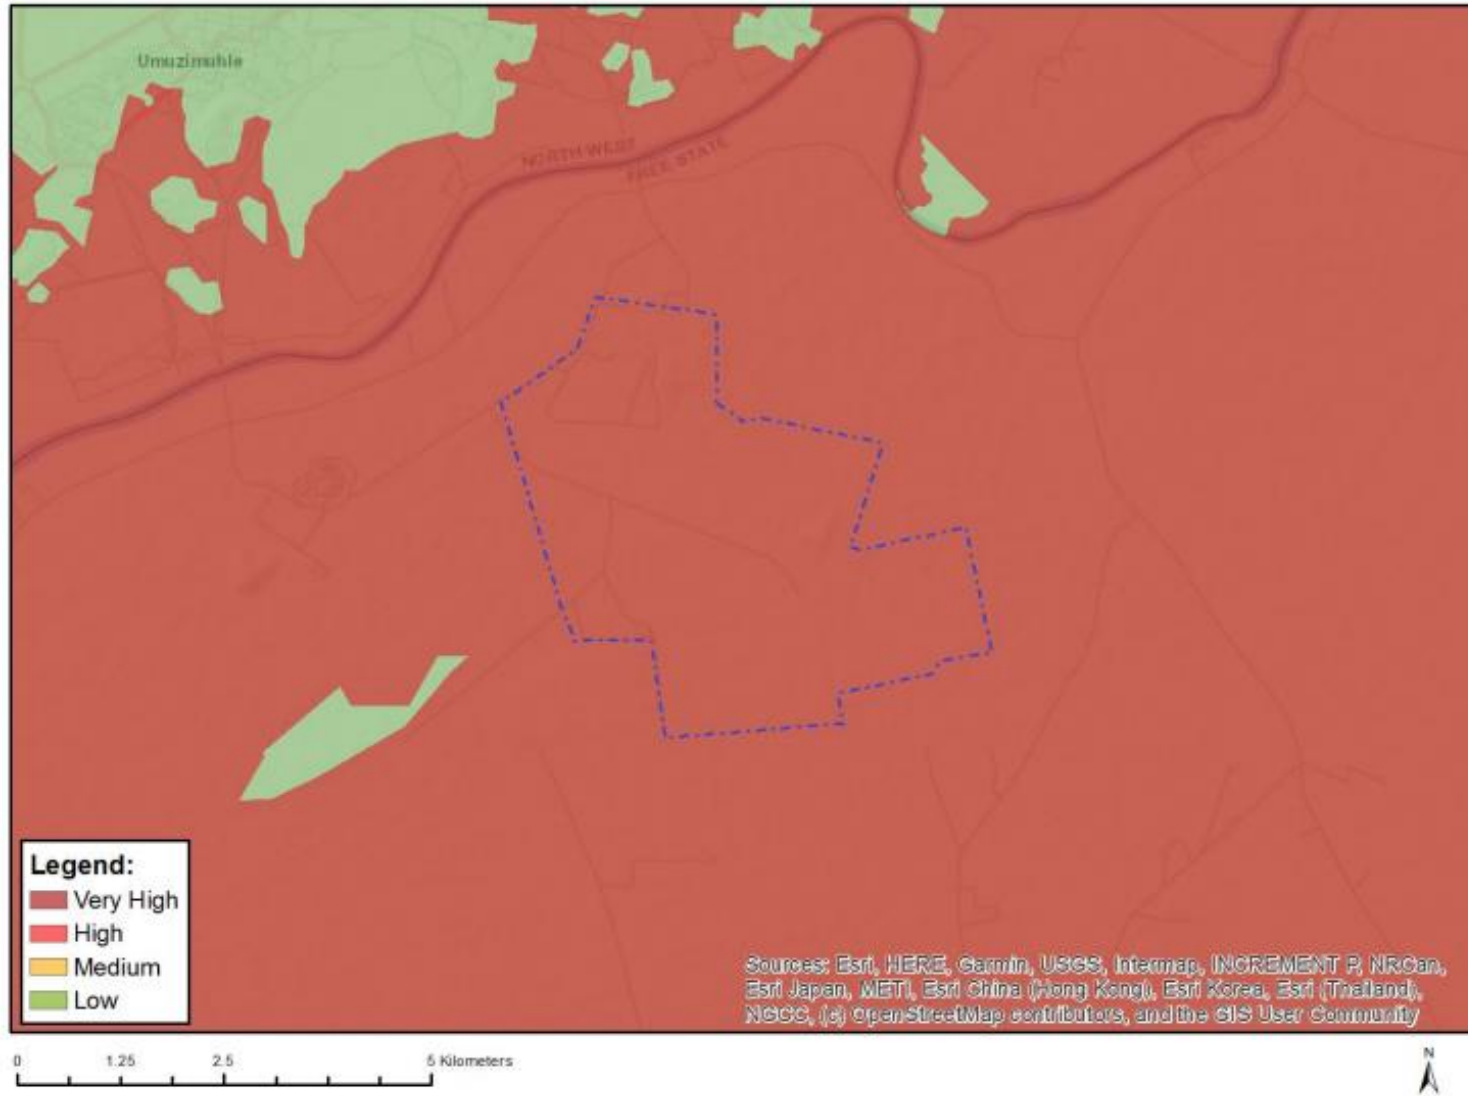 Umuzimuhle
NORTH WEST
FREE STATE
Legend:
Very High
High
Medium
Low
Sources: Esri, HERE, Garmin, USGS, Intermap, INCREMENT P, NRCan,
Esri Japan, METI, Esri China (Hong Kong), Esri Korea, Esri (Thailand),
NGCC, (c) OpenStreetMap contributors, and the GIS User Community
0 1.25 2.5 5 Kilometers
N